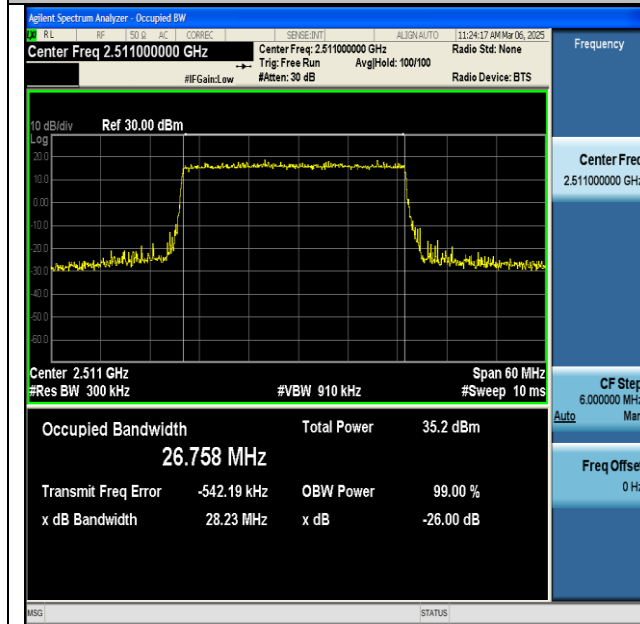 Agilent Spectrum Analyzer - Occupied BW
RL RF 50 Ω AC CORREC SENSE:INT ALIGN AUTO 11:24:17 AM Mar 06, 2025
Center Freq 2.511000000 GHz
Center Freq: 2.511000000 GHz Radio Std: None
Trig: Free Run Avg|Hold: 100/100
#IFGain:Low #Atten: 30 dB Radio Device: BTS
10 dB/div Ref 30.00 dBm
Log
20.0
10.0
0.00
-10.0
-20.0
-30.0
-40.0
-50.0
-60.0
Center 2.511 GHz Span 60 MHz
#Res BW 300 kHz #VBW 910 kHz #Sweep 10 ms
Occupied Bandwidth Total Power 35.2 dBm
26.758 MHz
Transmit Freq Error -542.19 kHz OBW Power 99.00 %
x dB Bandwidth 28.23 MHz x dB -26.00 dB
MSG STATUS
Frequency
Center Freq
2.511000000 GHz
CF Step
6.000000 MHz
Auto Man
Freq Offset
0 Hz